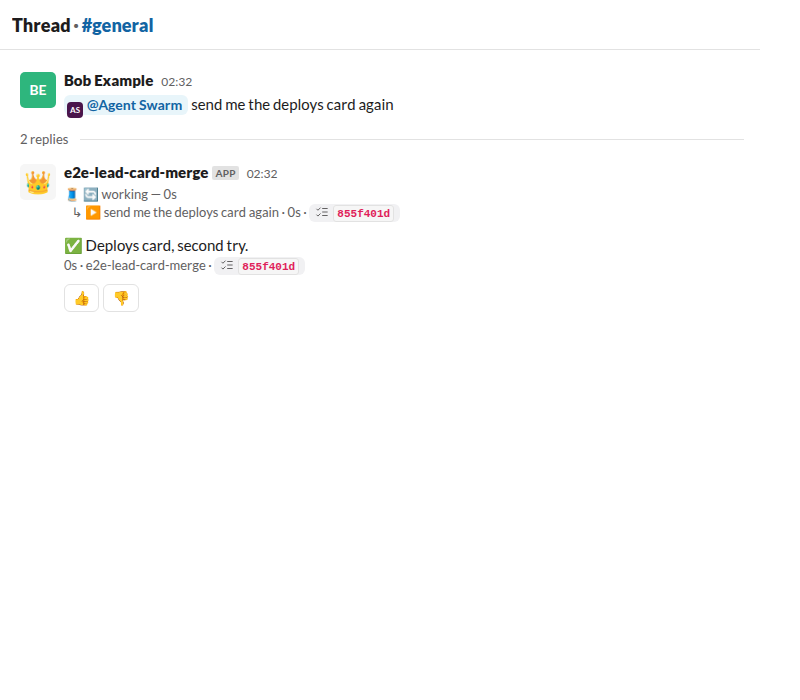 Thread · #general
BE
Bob Example 02:32
AS @Agent Swarm send me the deploys card again
2 replies
e2e-lead-card-merge APP 02:32
🧵 🔄 working — 0s
↳ ▶️ send me the deploys card again · 0s · 855f401d
✅ Deploys card, second try.
0s · e2e-lead-card-merge · 855f401d
👍 👎